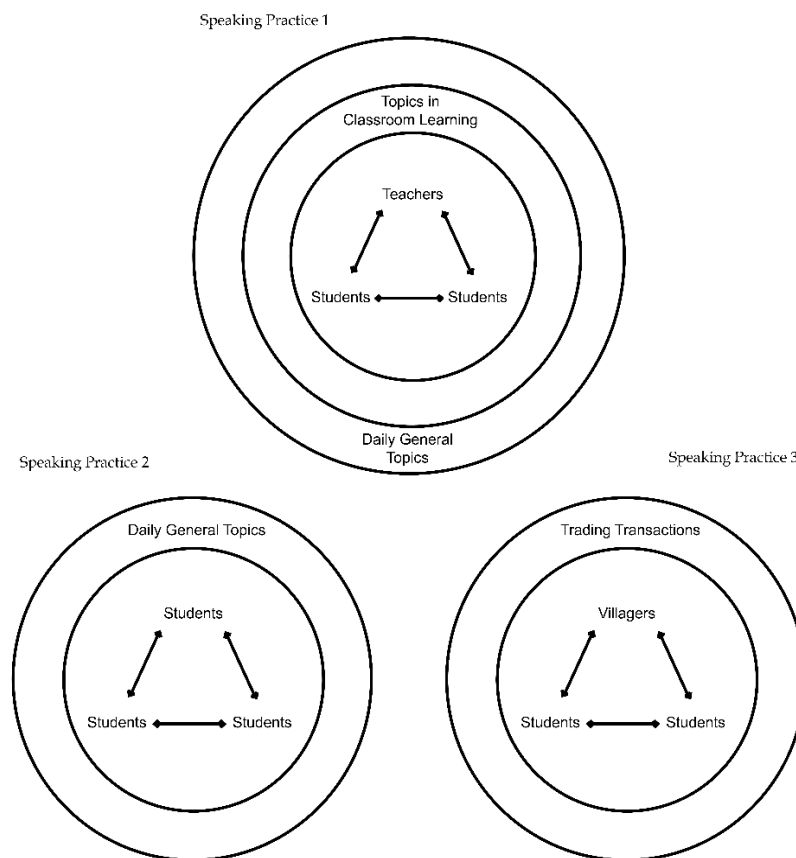 Speaking Practice 1
Topics in
Classroom Learning
Teachers
Students
Students
Daily General
Topics
Speaking Practice 2
Daily General Topics
Students
Students
Students
Speaking Practice 3
Trading Transactions
Villagers
Students
Students